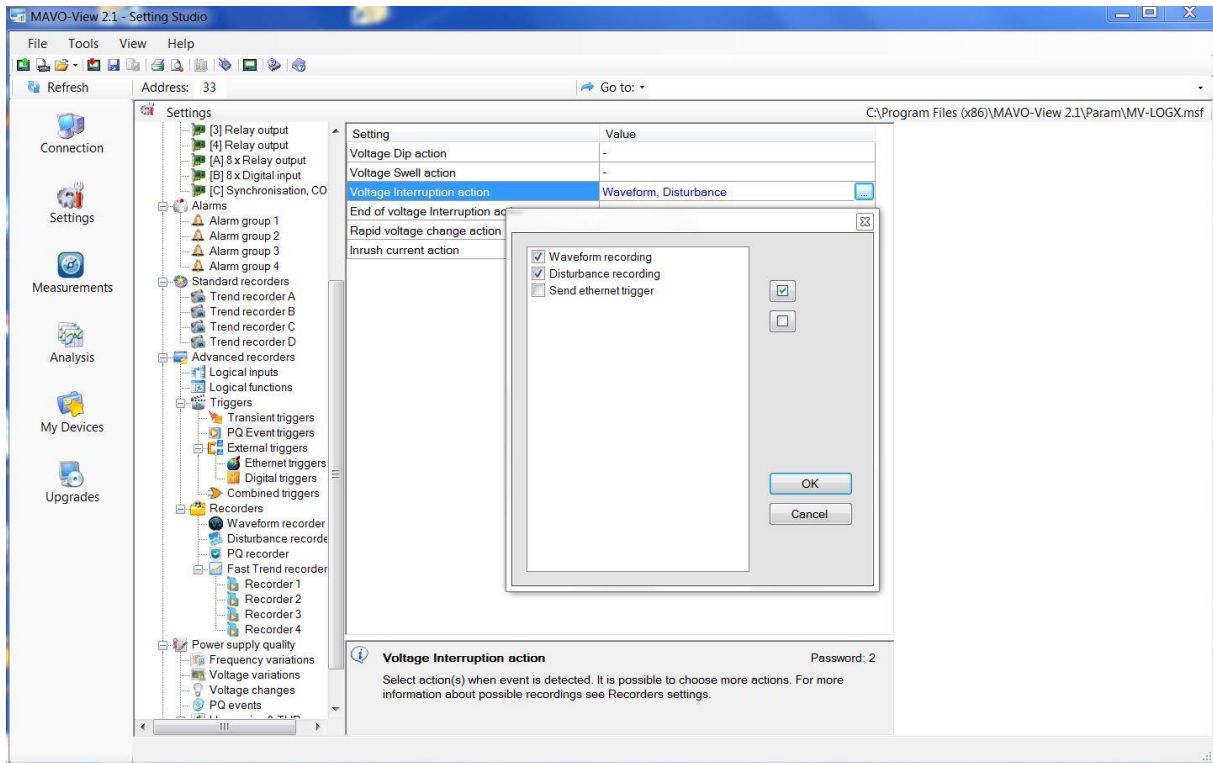 MAVO-View 2.1 - Setting Studio
File Tools View Help
Refresh Address: 33 Go to:
Settings C:\Program Files (x86)\MAVO-View 2.1\Param\MV-LOGX.msf
Connection
Settings
Measurements
Analysis
My Devices
Upgrades
[3] Relay output
[4] Relay output
[A] 8 x Relay output
[B] 8 x Digital input
[C] Synchronisation, CO
Alarms
Alarm group 1
Alarm group 2
Alarm group 3
Alarm group 4
Standard recorders
Trend recorder A
Trend recorder B
Trend recorder C
Trend recorder D
Advanced recorders
Logical inputs
Logical functions
Triggers
Transient triggers
PQ Event triggers
External triggers
Ethernet triggers
Digital triggers
Combined triggers
Recorders
Waveform recorder
Disturbance recorde
PQ recorder
Fast Trend recorder
Recorder 1
Recorder 2
Recorder 3
Recorder 4
Power supply quality
Frequency variations
Voltage variations
Voltage changes
PQ events
Setting Value
Voltage Dip action -
Voltage Swell action -
Voltage Interruption action Waveform, Disturbance ...
End of voltage Interruption ac
Rapid voltage change action
Inrush current action
Waveform recording
Disturbance recording
Send ethernet trigger
OK
Cancel
Voltage Interruption action Password: 2
Select action(s) when event is detected. It is possible to choose more actions. For more
information about possible recordings see Recorders settings.